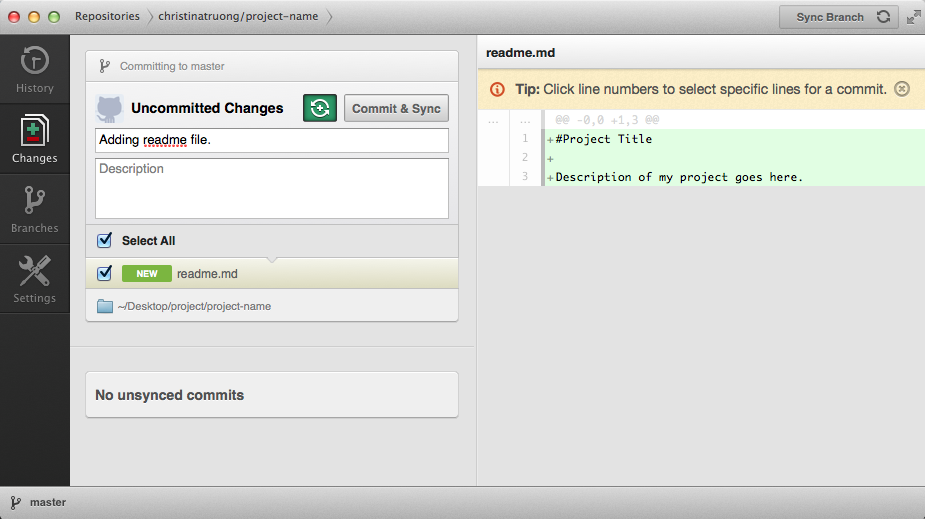 Repositories christinatruong/project-name
Sync Branch
History
Changes
Branches
Settings
Committing to master
Uncommitted Changes
Commit & Sync
Adding readme file.
Description
Select All
NEW readme.md
~/Desktop/project/project-name
No unsynced commits
readme.md
Tip: Click line numbers to select specific lines for a commit.
... ... @@ -0,0 +1,3 @@
1 +#Project Title
2 +
3 +Description of my project goes here.
master